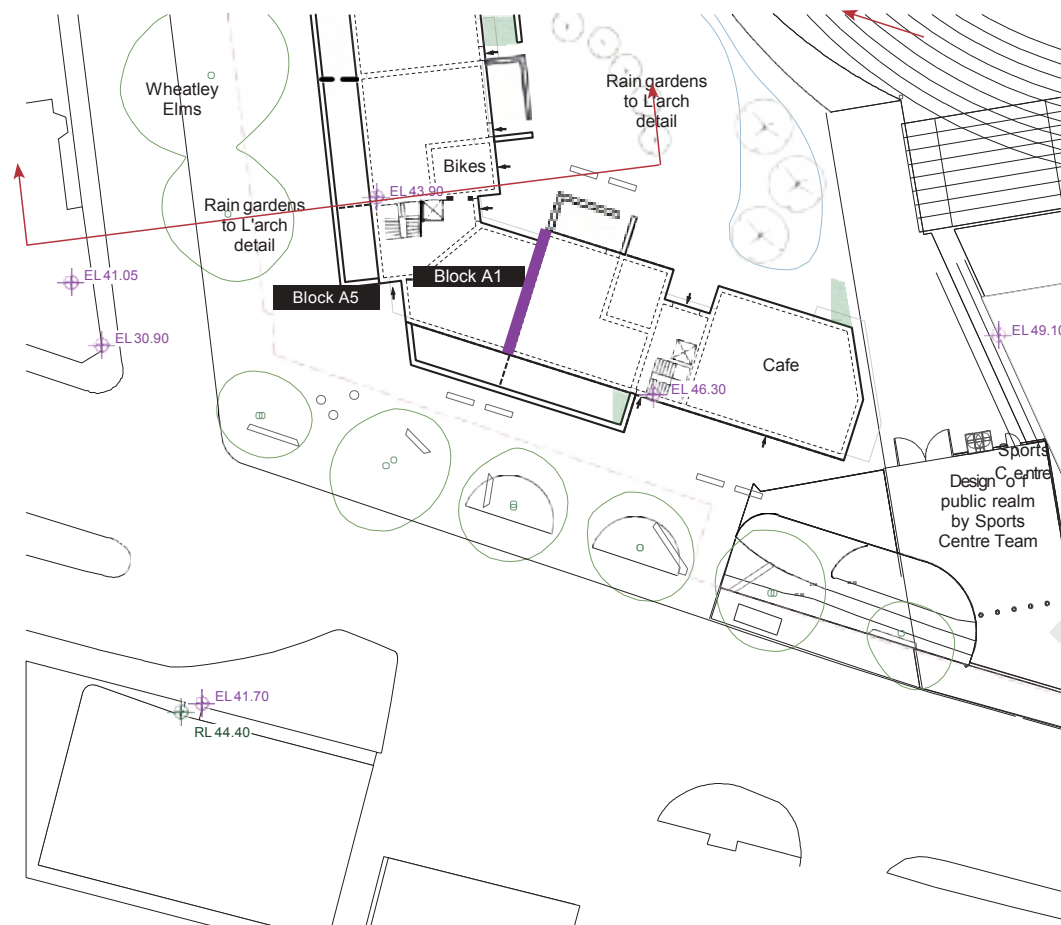 Wheatley
Elms
Rain gardens
to L'arch
detail
Bikes
EL 43.90
Rain gardens
to L'arch
detail
EL 41.05
Block A1
Block A5
EL 30.90
EL 49.10
Cafe
EL 46.30
Sports
Centre
Design of
public realm
by Sports
Centre Team
EL 41.70
RL 44.40